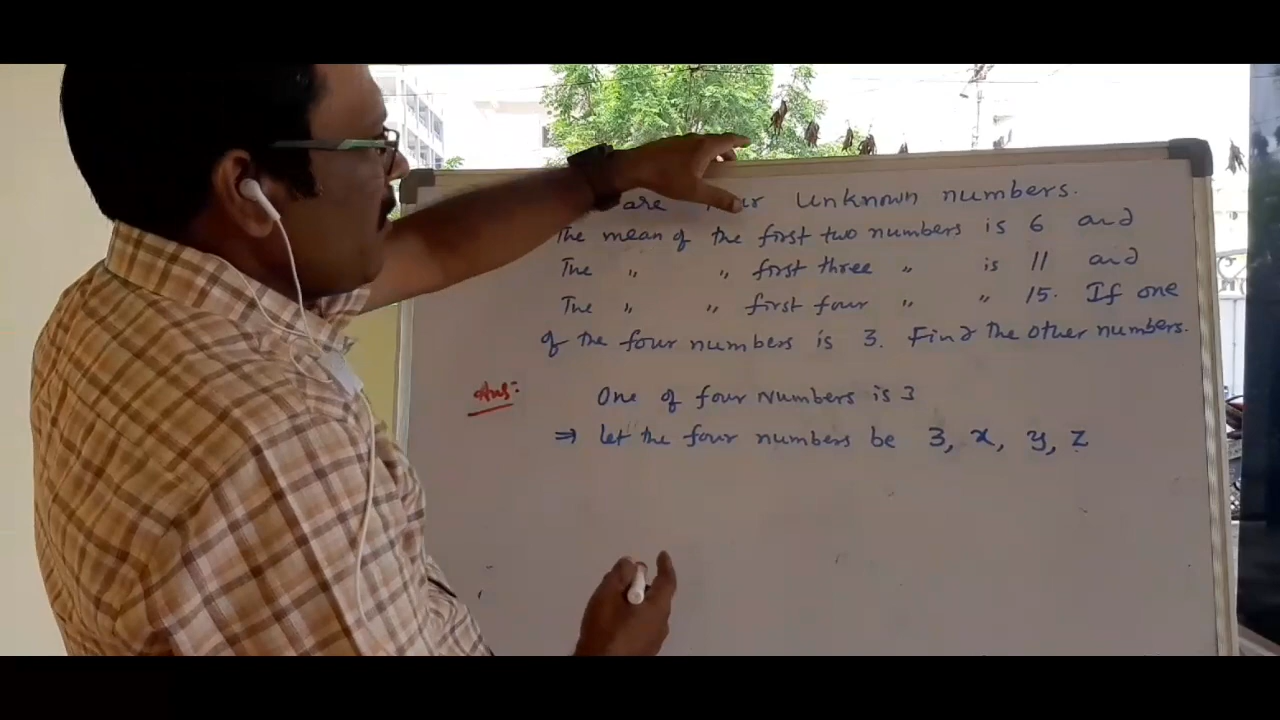 are Unknown numbers.
The mean of the first two numbers is 6 and
The " " first three " is 11 and
The " " first four " " 15. If one
of the four numbers is 3. Find the other numbers.
Ans:- One of four Numbers is 3
⇒ let the four numbers be 3, x, y, z